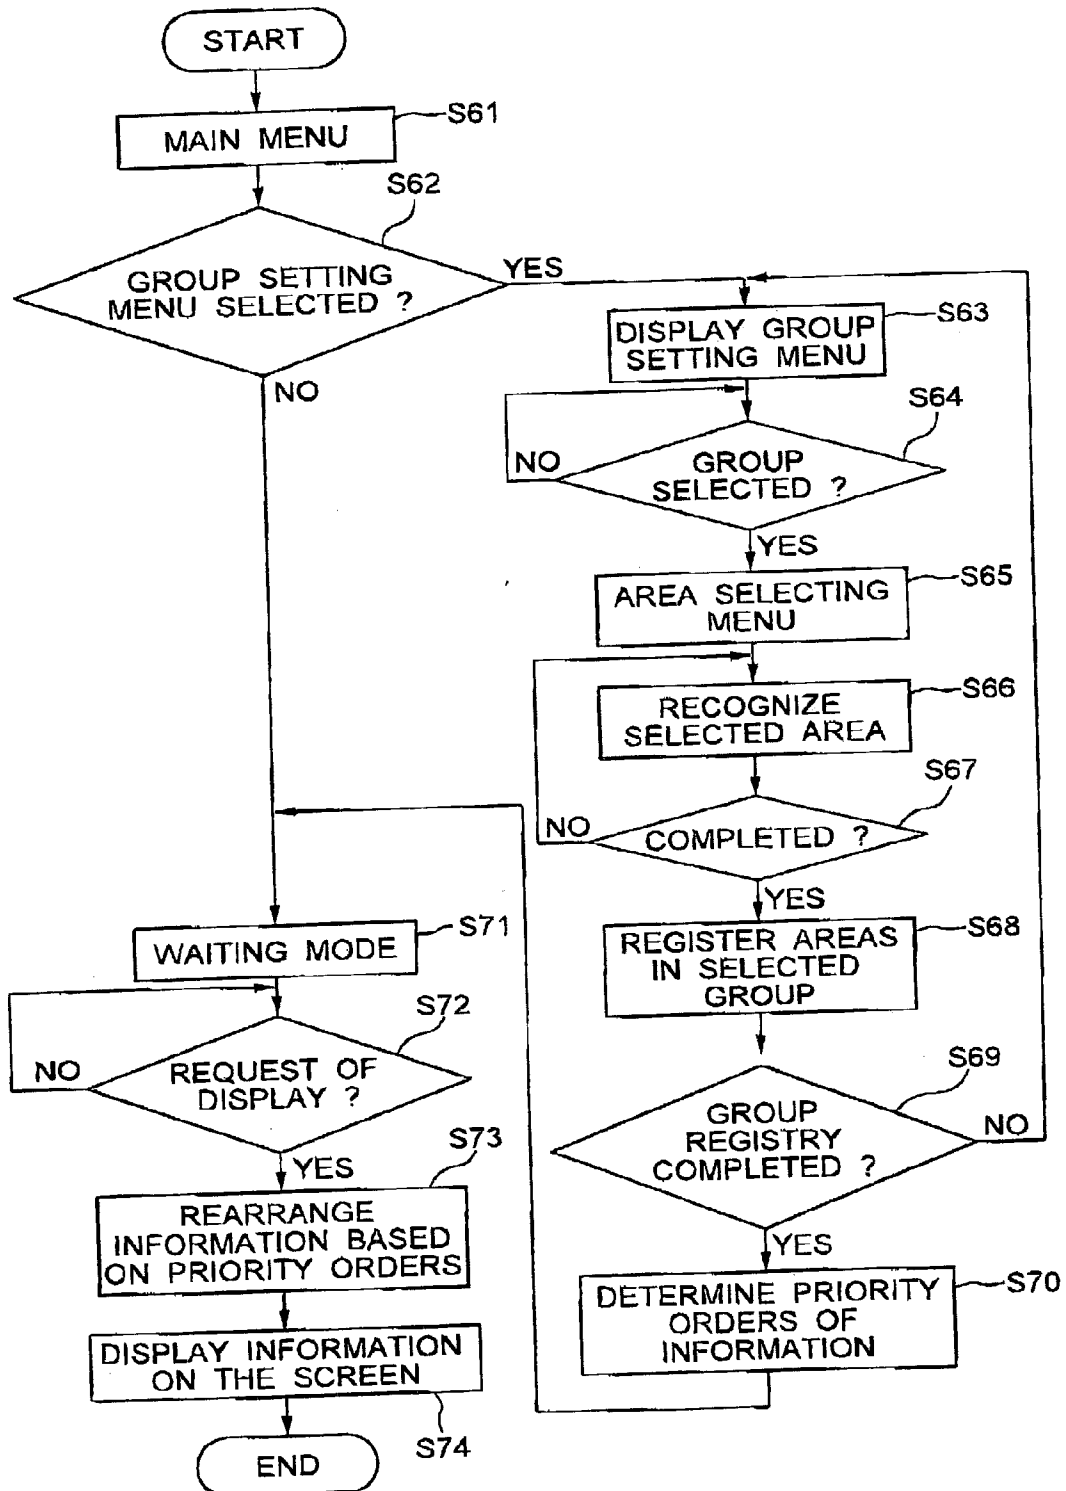 START
MAIN MENU
S61
S62
GROUP SETTING
MENU SELECTED ?
YES
NO
DISPLAY GROUP
SETTING MENU
S63
S64
GROUP
SELECTED ?
NO
YES
AREA SELECTING
MENU
S65
RECOGNIZE
SELECTED AREA
S66
S67
COMPLETED ?
NO
YES
REGISTER AREAS
IN SELECTED
GROUP
S68
S69
GROUP
REGISTRY
COMPLETED ?
NO
YES
DETERMINE PRIORITY
ORDERS OF
INFORMATION
S70
WAITING MODE
S71
S72
REQUEST OF
DISPLAY ?
NO
YES
S73
REARRANGE
INFORMATION BASED
ON PRIORITY ORDERS
DISPLAY INFORMATION
ON THE SCREEN
S74
END